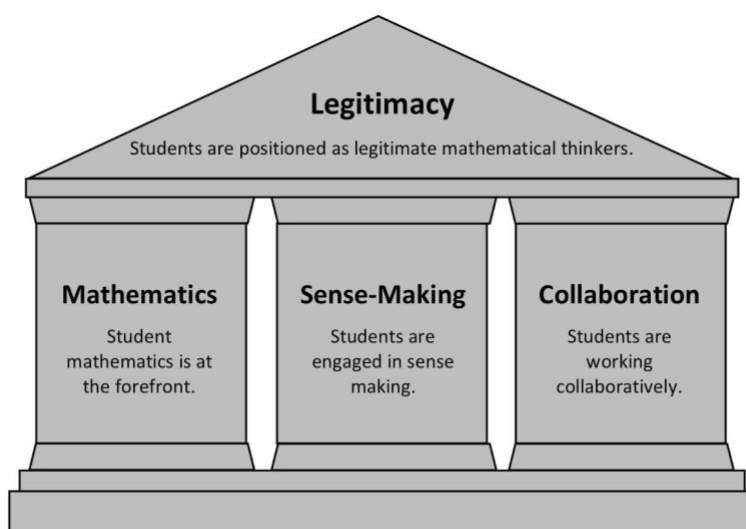 Legitimacy
Students are positioned as legitimate mathematical thinkers.
Mathematics
Student
mathematics is at
the forefront.
Sense-Making
Students are
engaged in sense
making.
Collaboration
Students are
working
collaboratively.